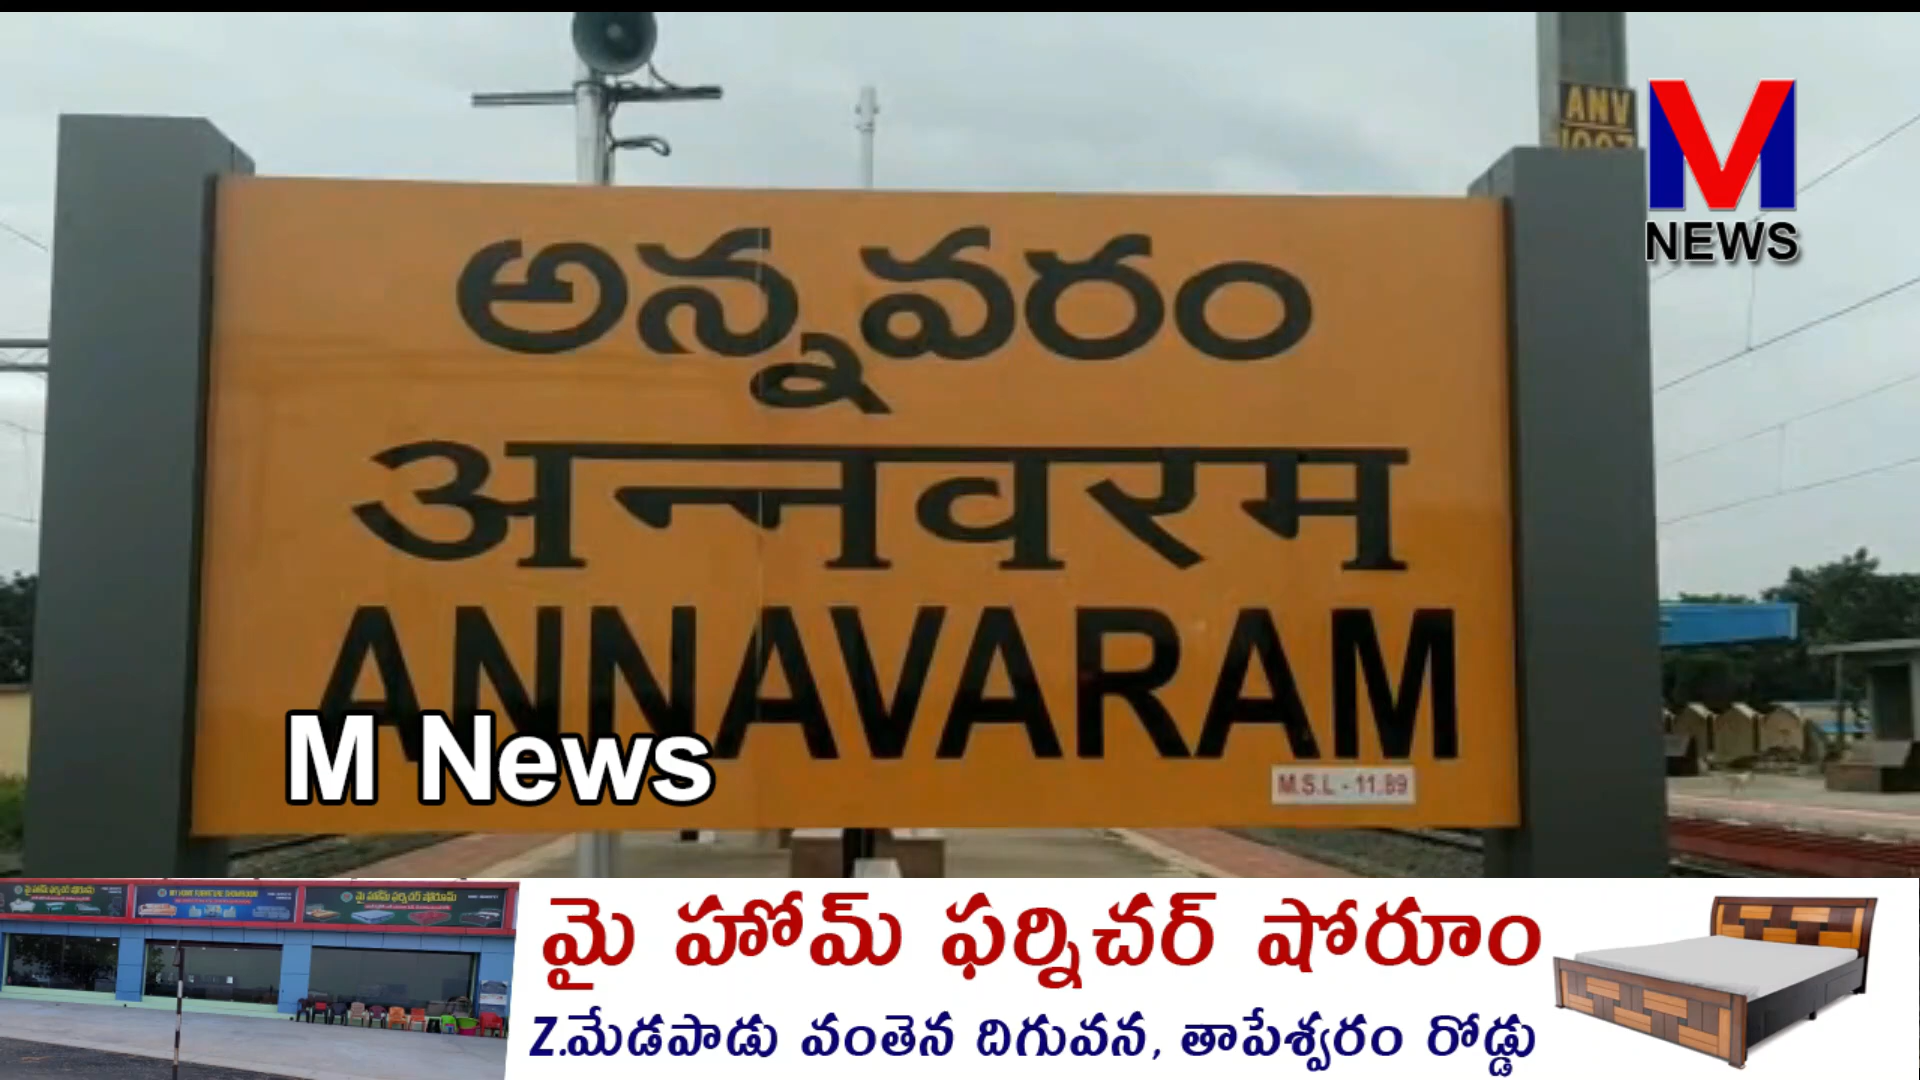 ANV
M
NEWS
అన్నవరం
अन्नवरम
ANNAVARAM
M News
M.S.L - 11.89
మై హోమ్ ఫర్నిచర్ షోరూం
Z.మేడపాడు వంతెన దిగువన, తాపేశ్వరం రోడ్డు